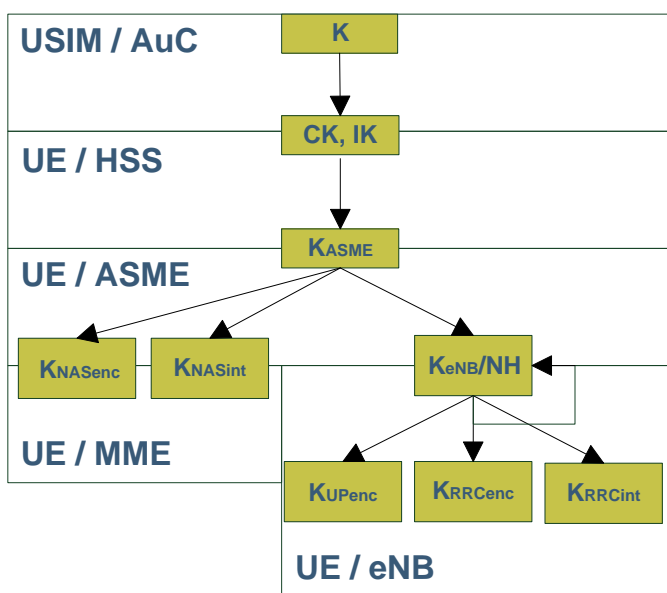 USIM / AuC
K
CK, IK
UE / HSS
KASME
UE / ASME
KNASenc
KNASint
KeNB/NH
UE / MME
KUPenc
KRRCenc
KRRCint
UE / eNB